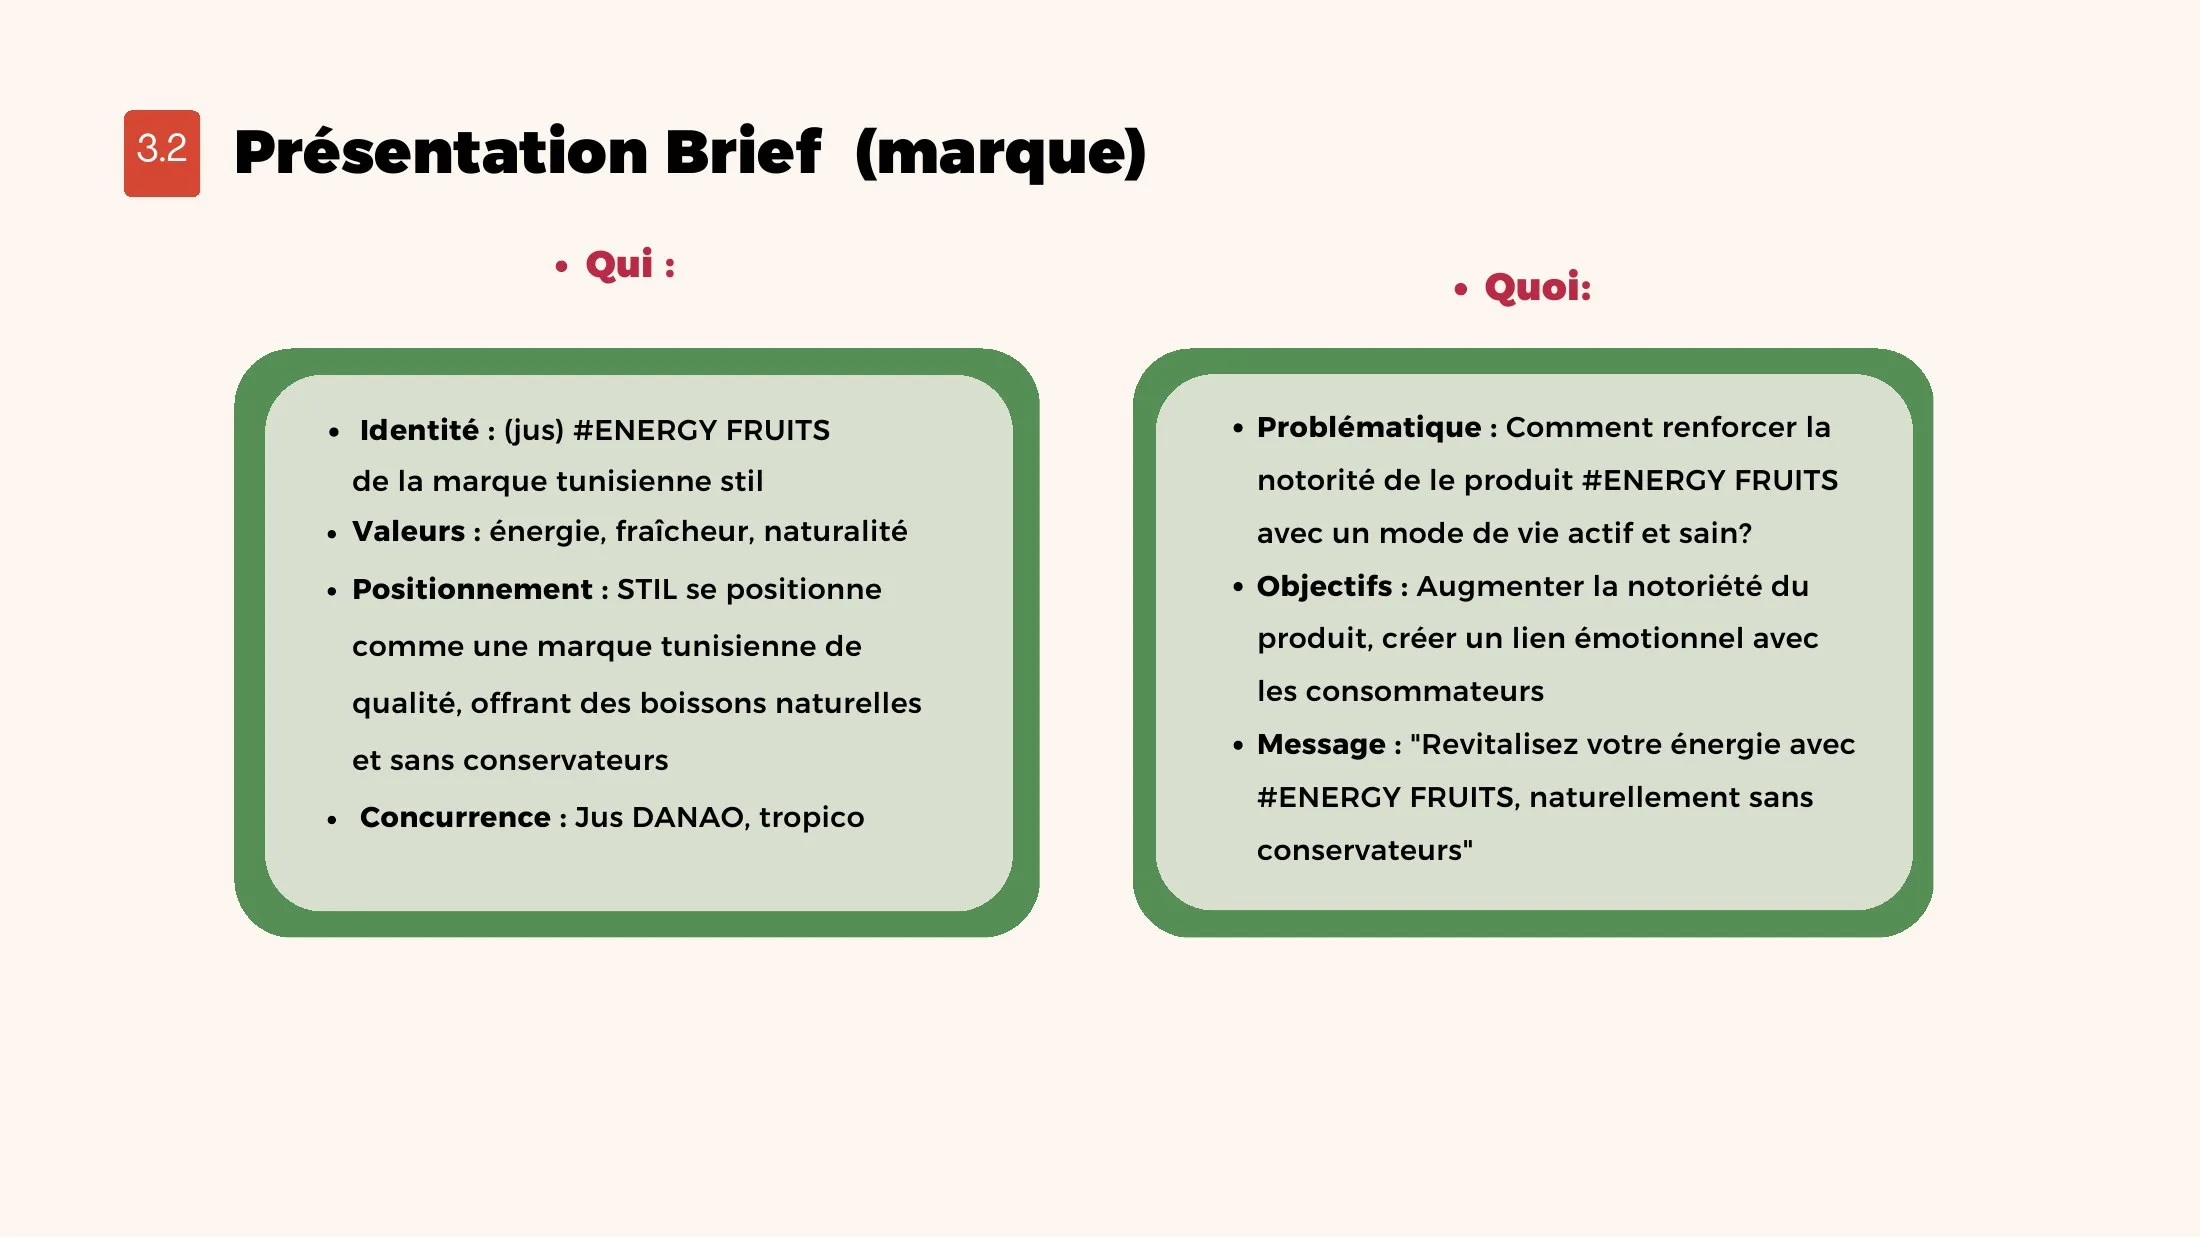 3.2
Présentation Brief (marque)
• Qui :
• Identité : (jus) #ENERGY FRUITS
de la marque tunisienne stil
• Valeurs : énergie, fraîcheur, naturalité
• Positionnement : STIL se positionne
comme une marque tunisienne de
qualité, offrant des boissons naturelles
et sans conservateurs
• Concurrence : Jus DANAO, tropico
• Quoi:
• Problématique : Comment renforcer la
notorité de le produit #ENERGY FRUITS
avec un mode de vie actif et sain?
• Objectifs : Augmenter la notoriété du
produit, créer un lien émotionnel avec
les consommateurs
• Message : "Revitalisez votre énergie avec
#ENERGY FRUITS, naturellement sans
conservateurs"